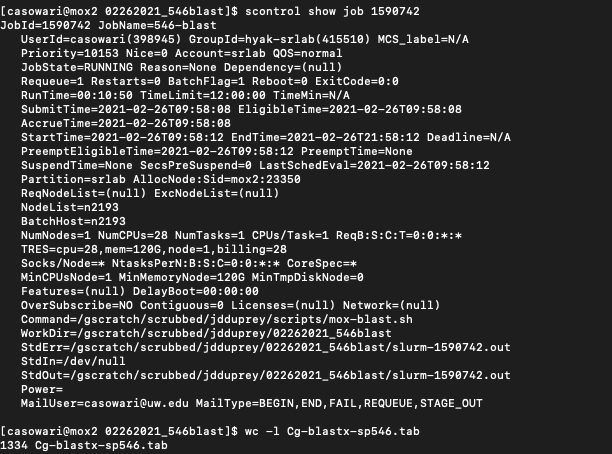 [casowari@mox2 02262021_546blast]$ scontrol show job 1590742
JobId=1590742 JobName=546-blast
UserId=casowari(398945) GroupId=hyak-srlab(415510) MCS_label=N/A
Priority=10153 Nice=0 Account=srlab QOS=normal
JobState=RUNNING Reason=None Dependency=(null)
Requeue=1 Restarts=0 BatchFlag=1 Reboot=0 ExitCode=0:0
RunTime=00:10:50 TimeLimit=12:00:00 TimeMin=N/A
SubmitTime=2021-02-26T09:58:08 EligibleTime=2021-02-26T09:58:08
AccrueTime=2021-02-26T09:58:08
StartTime=2021-02-26T09:58:12 EndTime=2021-02-26T21:58:12 Deadline=N/A
PreemptEligibleTime=2021-02-26T09:58:12 PreemptTime=None
SuspendTime=None SecsPreSuspend=0 LastSchedEval=2021-02-26T09:58:12
Partition=srlab AllocNode:Sid=mox2:23350
ReqNodeList=(null) ExcNodeList=(null)
NodeList=n2193
BatchHost=n2193
NumNodes=1 NumCPUs=28 NumTasks=1 CPUs/Task=1 ReqB:S:C:T=0:0:*:*
TRES=cpu=28,mem=120G,node=1,billing=28
Socks/Node=* NtasksPerN:B:S:C=0:0:*:* CoreSpec=*
MinCPUsNode=1 MinMemoryNode=120G MinTmpDiskNode=0
Features=(null) DelayBoot=00:00:00
OverSubscribe=NO Contiguous=0 Licenses=(null) Network=(null)
Command=/gscratch/scrubbed/jdduprey/scripts/mox-blast.sh
WorkDir=/gscratch/scrubbed/jdduprey/02262021_546blast
StdErr=/gscratch/scrubbed/jdduprey/02262021_546blast/slurm-1590742.out
StdIn=/dev/null
StdOut=/gscratch/scrubbed/jdduprey/02262021_546blast/slurm-1590742.out
Power=
MailUser=casowari@uw.edu MailType=BEGIN,END,FAIL,REQUEUE,STAGE_OUT
[casowari@mox2 02262021_546blast]$ wc -l Cg-blastx-sp546.tab
1334 Cg-blastx-sp546.tab